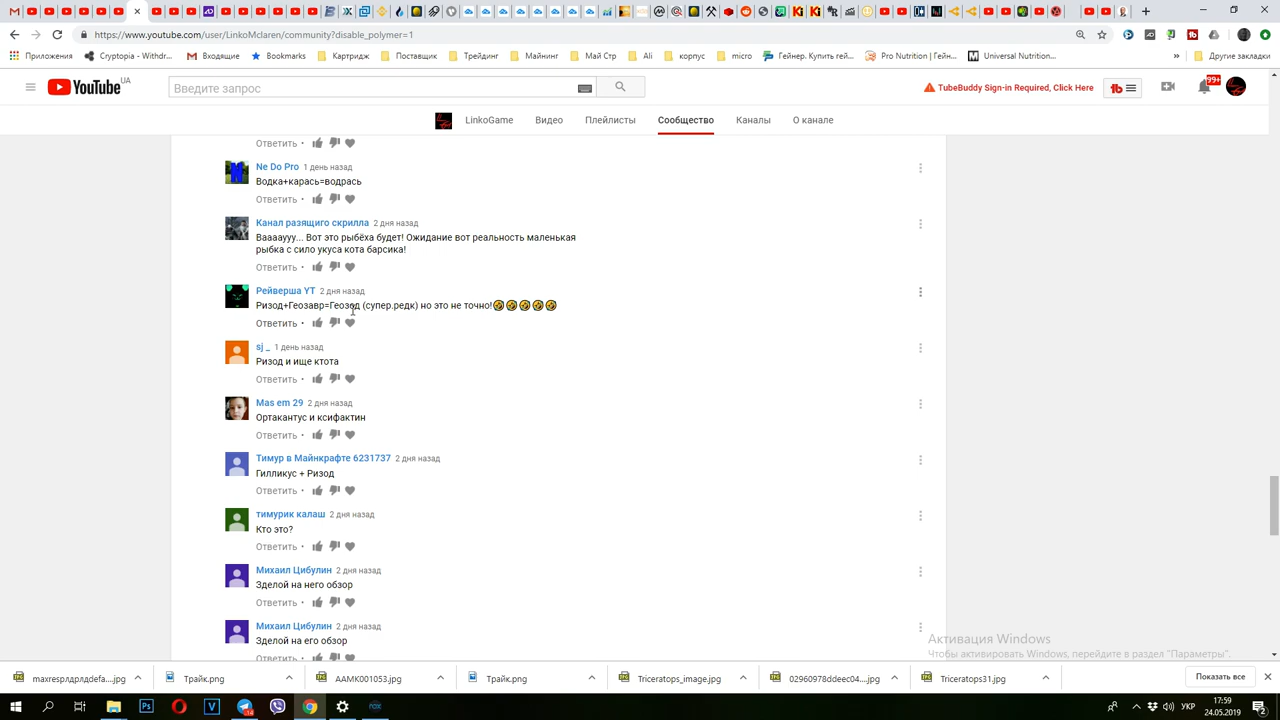 https://www.youtube.com/user/LinkoMclaren/community?disable_polymer=1
Приложения
Cryptopia - Withdr...
Входящие
Bookmarks
Картридж
Поставщик
Трейдинг
Майнинг
Май Стр
Ali
корпус
micro
Гейнер. Купить гей...
Pro Nutrition | Гейн...
Universal Nutrition...
»
Другие закладки
YouTube UA
Введите запрос
TubeBuddy Sign-in Required, Click Here
99+
LinkoGame
Видео
Плейлисты
Сообщество
Каналы
О канале
Ответить •
Ne Do Pro 1 день назад
Водка+карась=водрась
Ответить •
Канал разящиго скрилла 2 дня назад
Ваааауу... Вот это рыбёха будет! Ожидание вот реальность маленькая
рыбка с сило укуса кота барсика!
Ответить •
Рейверша YT 2 дня назад
Ризод+Геозавр=Геозод (супер.редк) но это не точно!🤣🤣🤣🤣🤣
Ответить •
sj _ 1 день назад
Ризод и ище ктота
Ответить •
Mas em 29 2 дня назад
Ортакантус и ксифактин
Ответить •
Тимур в Майнкрафте 6231737 2 дня назад
Гилликус + Ризод
Ответить •
тимурик калаш 2 дня назад
Кто это?
Ответить •
Михаил Цибулин 2 дня назад
Зделой на него обзор
Ответить •
Михаил Цибулин 2 дня назад
Зделой на его обзор
Ответить •
Активация Windows
Чтобы активировать Windows, перейдите в раздел "Параметры".
Трайк.png
AAMK001053.jpg
Трайк.png
Triceratops_image.jpg
02960978ddeec04....jpg
Triceratops31.jpg
Показать все
УКР
17:59
24.05.2019